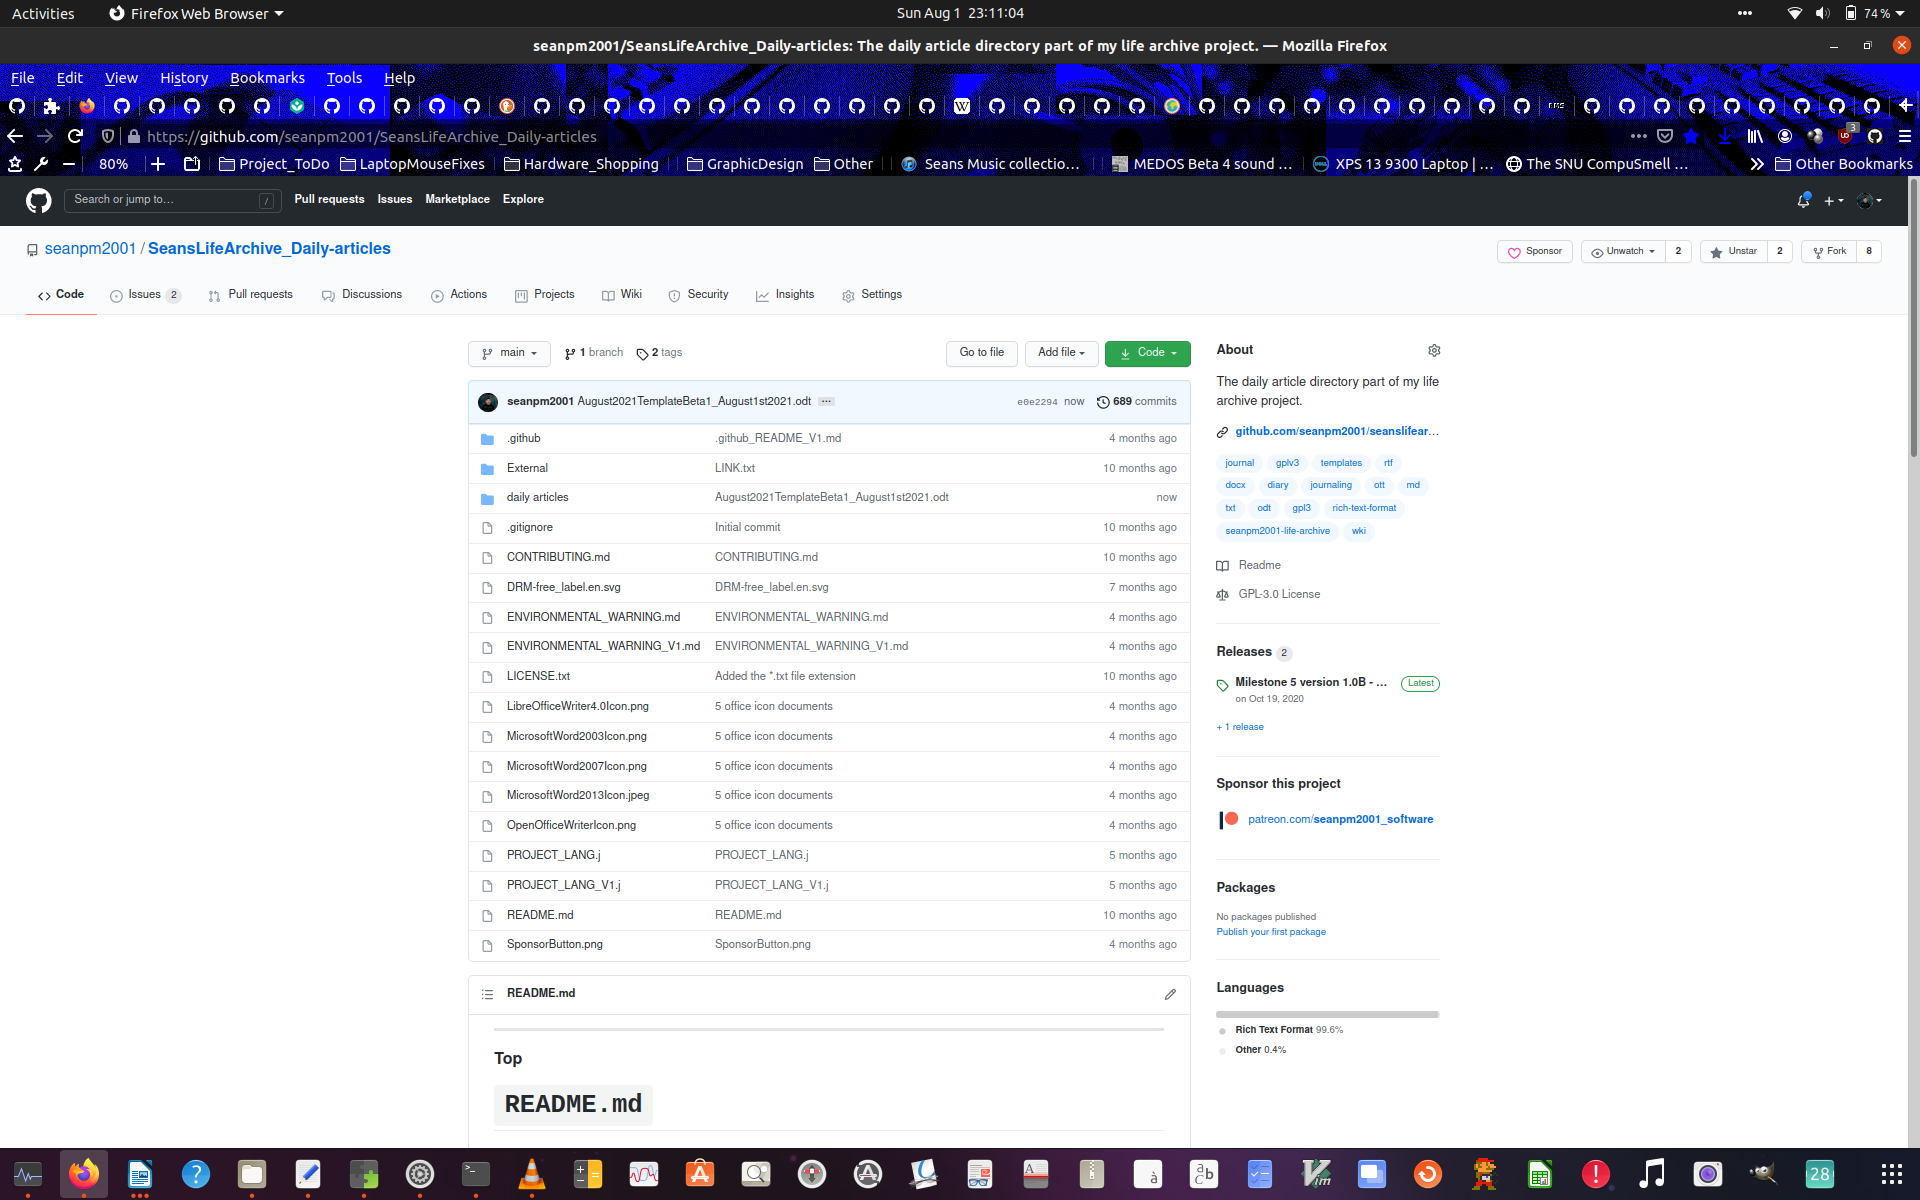 Activities Firefox Web Browser Sun Aug 1 23:11:04 74 %
seanpm2001/SeansLifeArchive_Daily-articles: The daily article directory part of my life archive project. — Mozilla Firefox
File Edit View History Bookmarks Tools Help
https://github.com/seanpm2001/SeansLifeArchive_Daily-articles 3
80% Project_ToDo LaptopMouseFixes Hardware_Shopping GraphicDesign Other Seans Music collectio… MEDOS Beta 4 sound … XPS 13 9300 Laptop | … The SNU CompuSmell … Other Bookmarks
Search or jump to… / Pull requests Issues Marketplace Explore
seanpm2001 / SeansLifeArchive_Daily-articles Sponsor Unwatch 2 Unstar 2 Fork 8
Code Issues 2 Pull requests Discussions Actions Projects Wiki Security Insights Settings
main 1 branch 2 tags Go to file Add file Code
seanpm2001 August2021TemplateBeta1_August1st2021.odt ... e0e2294 now 689 commits
.github .github_README_V1.md 4 months ago
External LINK.txt 10 months ago
daily articles August2021TemplateBeta1_August1st2021.odt now
.gitignore Initial commit 10 months ago
CONTRIBUTING.md CONTRIBUTING.md 10 months ago
DRM-free_label.en.svg DRM-free_label.en.svg 7 months ago
ENVIRONMENTAL_WARNING.md ENVIRONMENTAL_WARNING.md 4 months ago
ENVIRONMENTAL_WARNING_V1.md ENVIRONMENTAL_WARNING_V1.md 4 months ago
LICENSE.txt Added the *.txt file extension 10 months ago
LibreOfficeWriter4.0Icon.png 5 office icon documents 4 months ago
MicrosoftWord2003Icon.png 5 office icon documents 4 months ago
MicrosoftWord2007Icon.png 5 office icon documents 4 months ago
MicrosoftWord2013Icon.jpeg 5 office icon documents 4 months ago
OpenOfficeWriterIcon.png 5 office icon documents 4 months ago
PROJECT_LANG.j PROJECT_LANG.j 5 months ago
PROJECT_LANG_V1.j PROJECT_LANG_V1.j 5 months ago
README.md README.md 10 months ago
SponsorButton.png SponsorButton.png 4 months ago
README.md
Top
README.md
About
The daily article directory part of my life
archive project.
github.com/seanpm2001/seanslifear…
journal gplv3 templates rtf
docx diary journaling ott md
txt odt gpl3 rich-text-format
seanpm2001-life-archive wki
Readme
GPL-3.0 License
Releases 2
Milestone 5 version 1.0B - … Latest
on Oct 19, 2020
+ 1 release
Sponsor this project
patreon.com/seanpm2001_software
Packages
No packages published
Publish your first package
Languages
Rich Text Format 99.6%
Other 0.4%
28